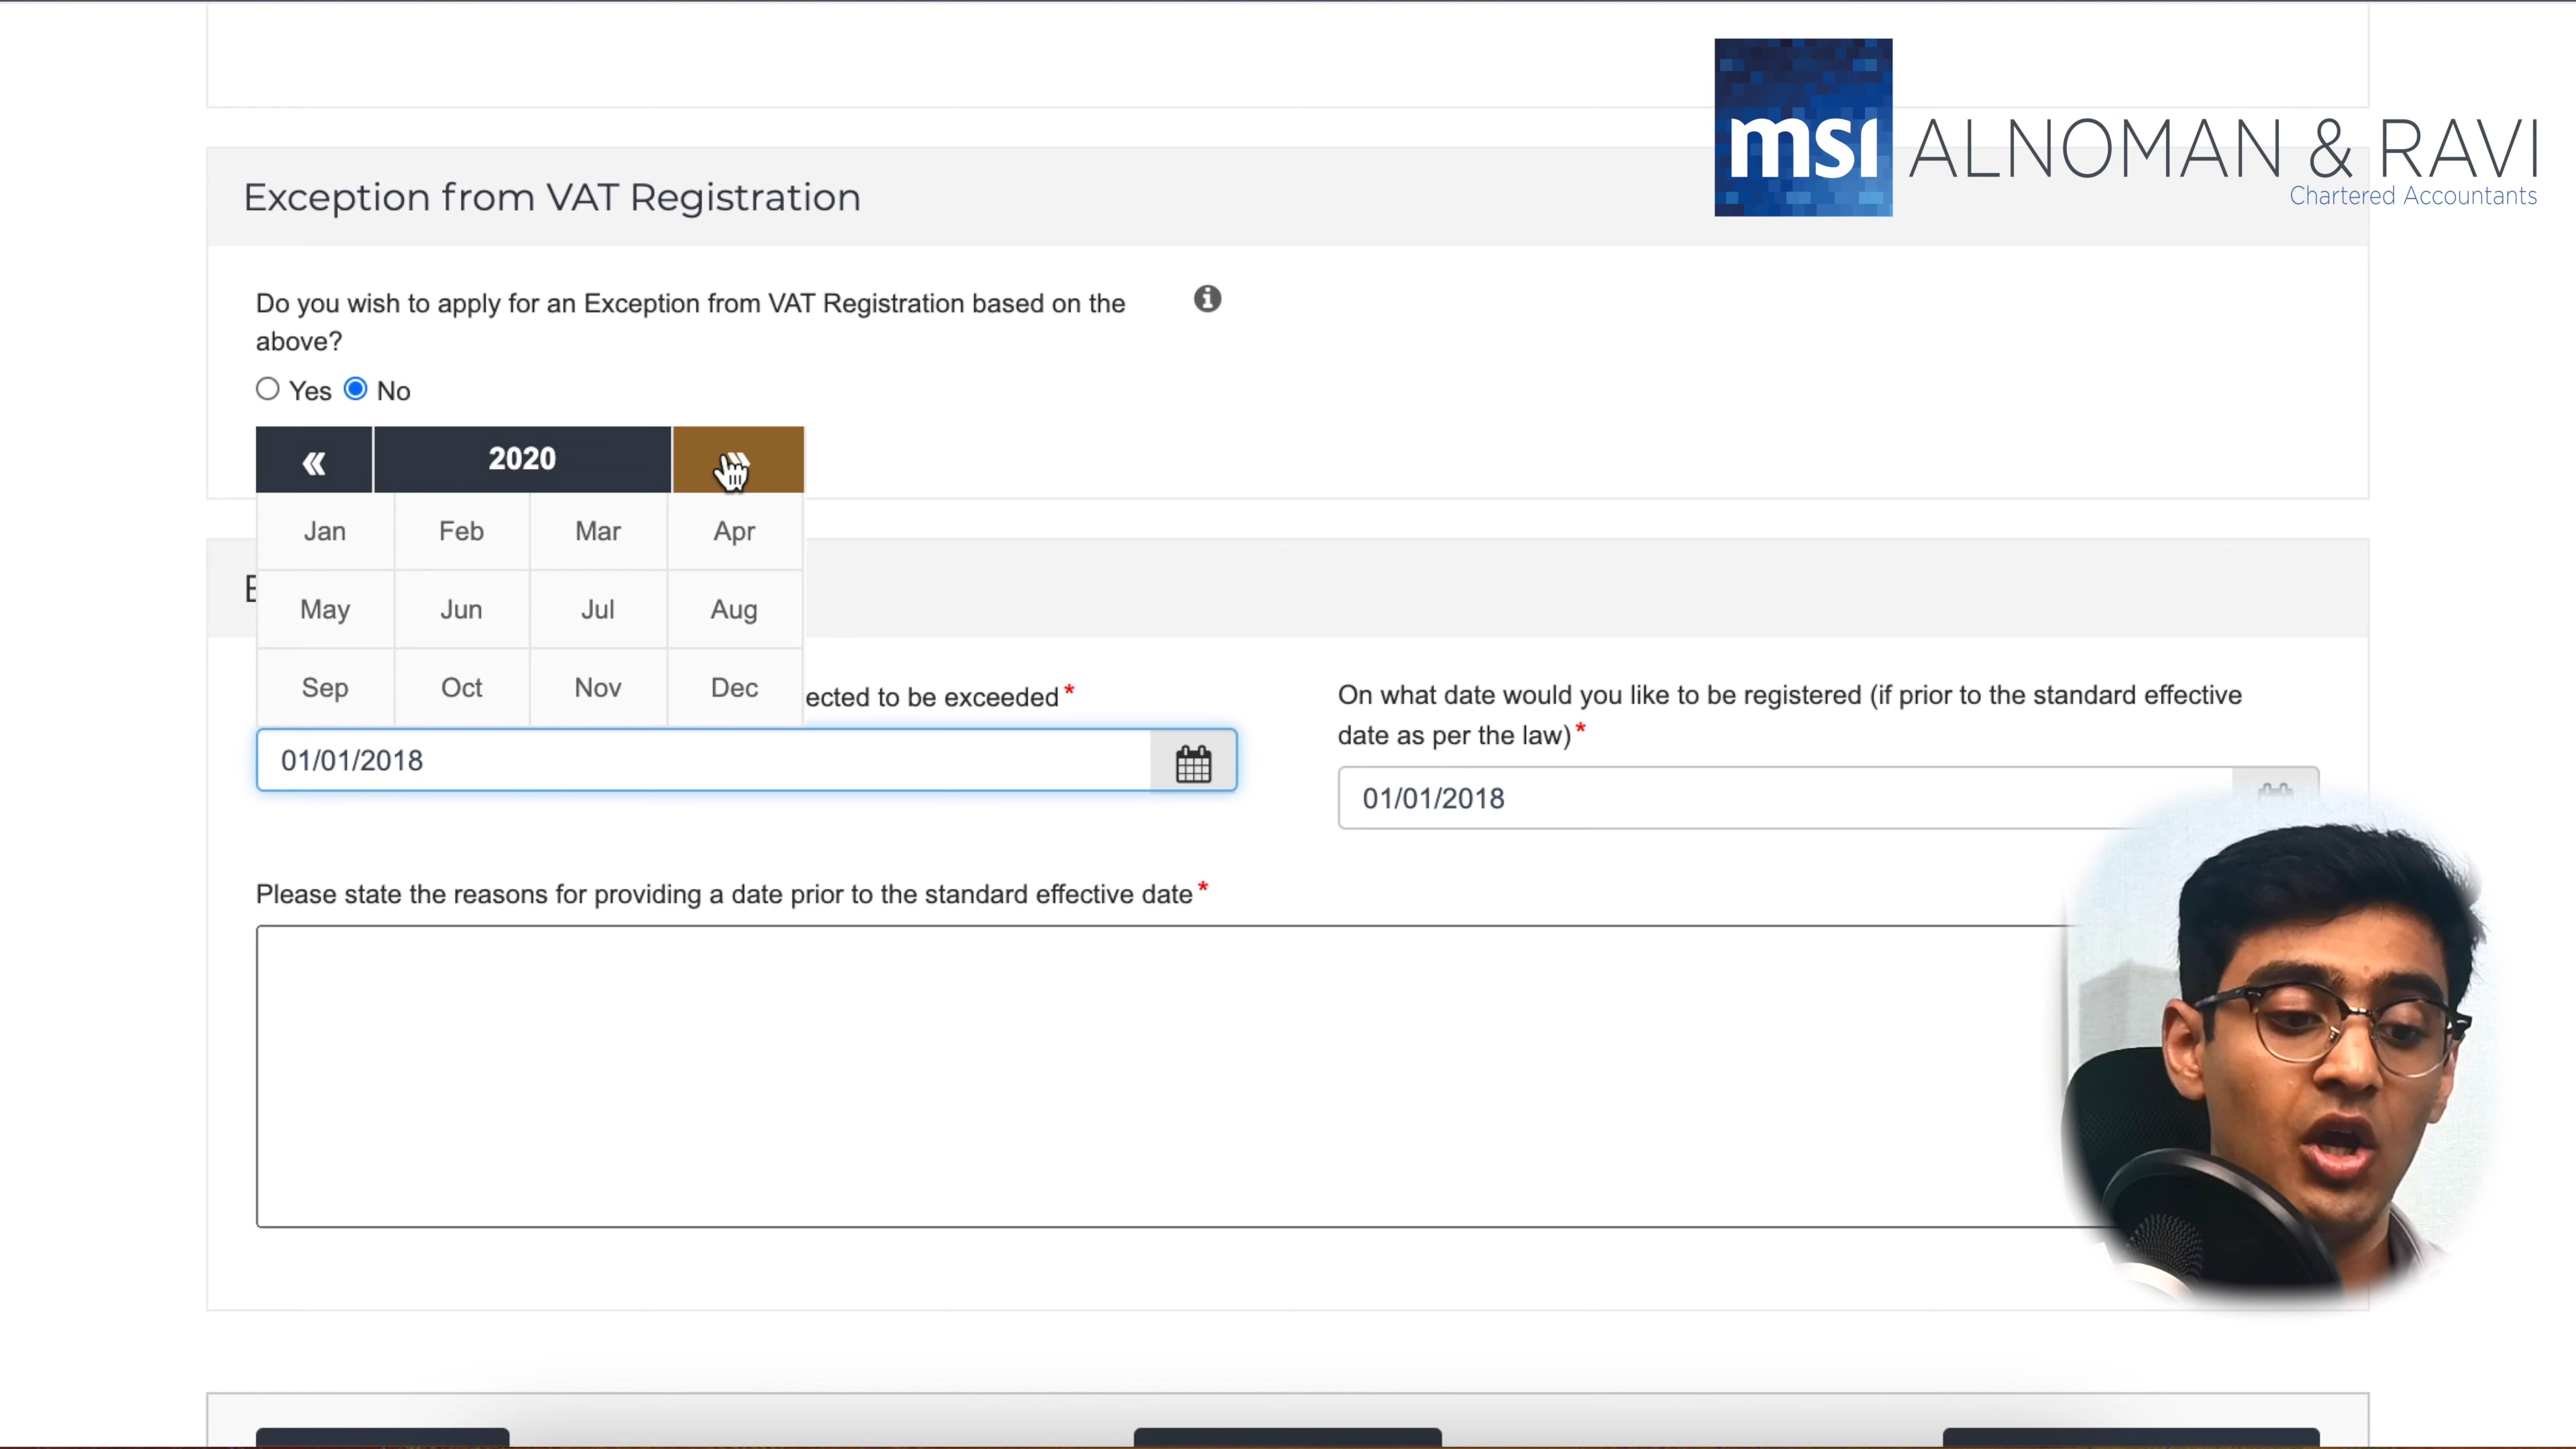 msi ALNOMAN & RAVI
Chartered Accountants
Exception from VAT Registration
Do you wish to apply for an Exception from VAT Registration based on the
above?
Yes No
« 2020
Jan Feb Mar Apr
May Jun Jul Aug
Sep Oct Nov Dec
ected to be exceeded *
01/01/2018
On what date would you like to be registered (if prior to the standard effective
date as per the law) *
01/01/2018
Please state the reasons for providing a date prior to the standard effective date *